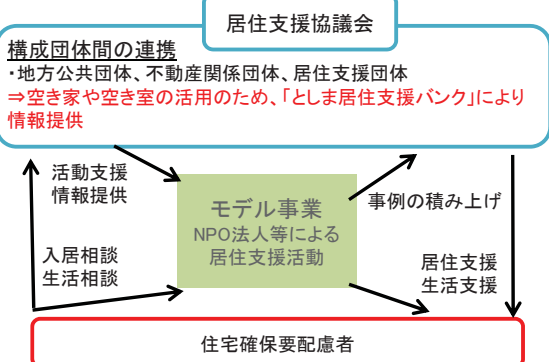 居住支援協議会
構成団体間の連携
・地方公共団体、不動産関係団体、居住支援団体
⇒空き家や空き室の活用のため、「としま居住支援バンク」により
情報提供
活動支援
情報提供
モデル事業
NPO法人等による
居住支援活動
事例の積み上げ
入居相談
生活相談
居住支援
生活支援
住宅確保要配慮者